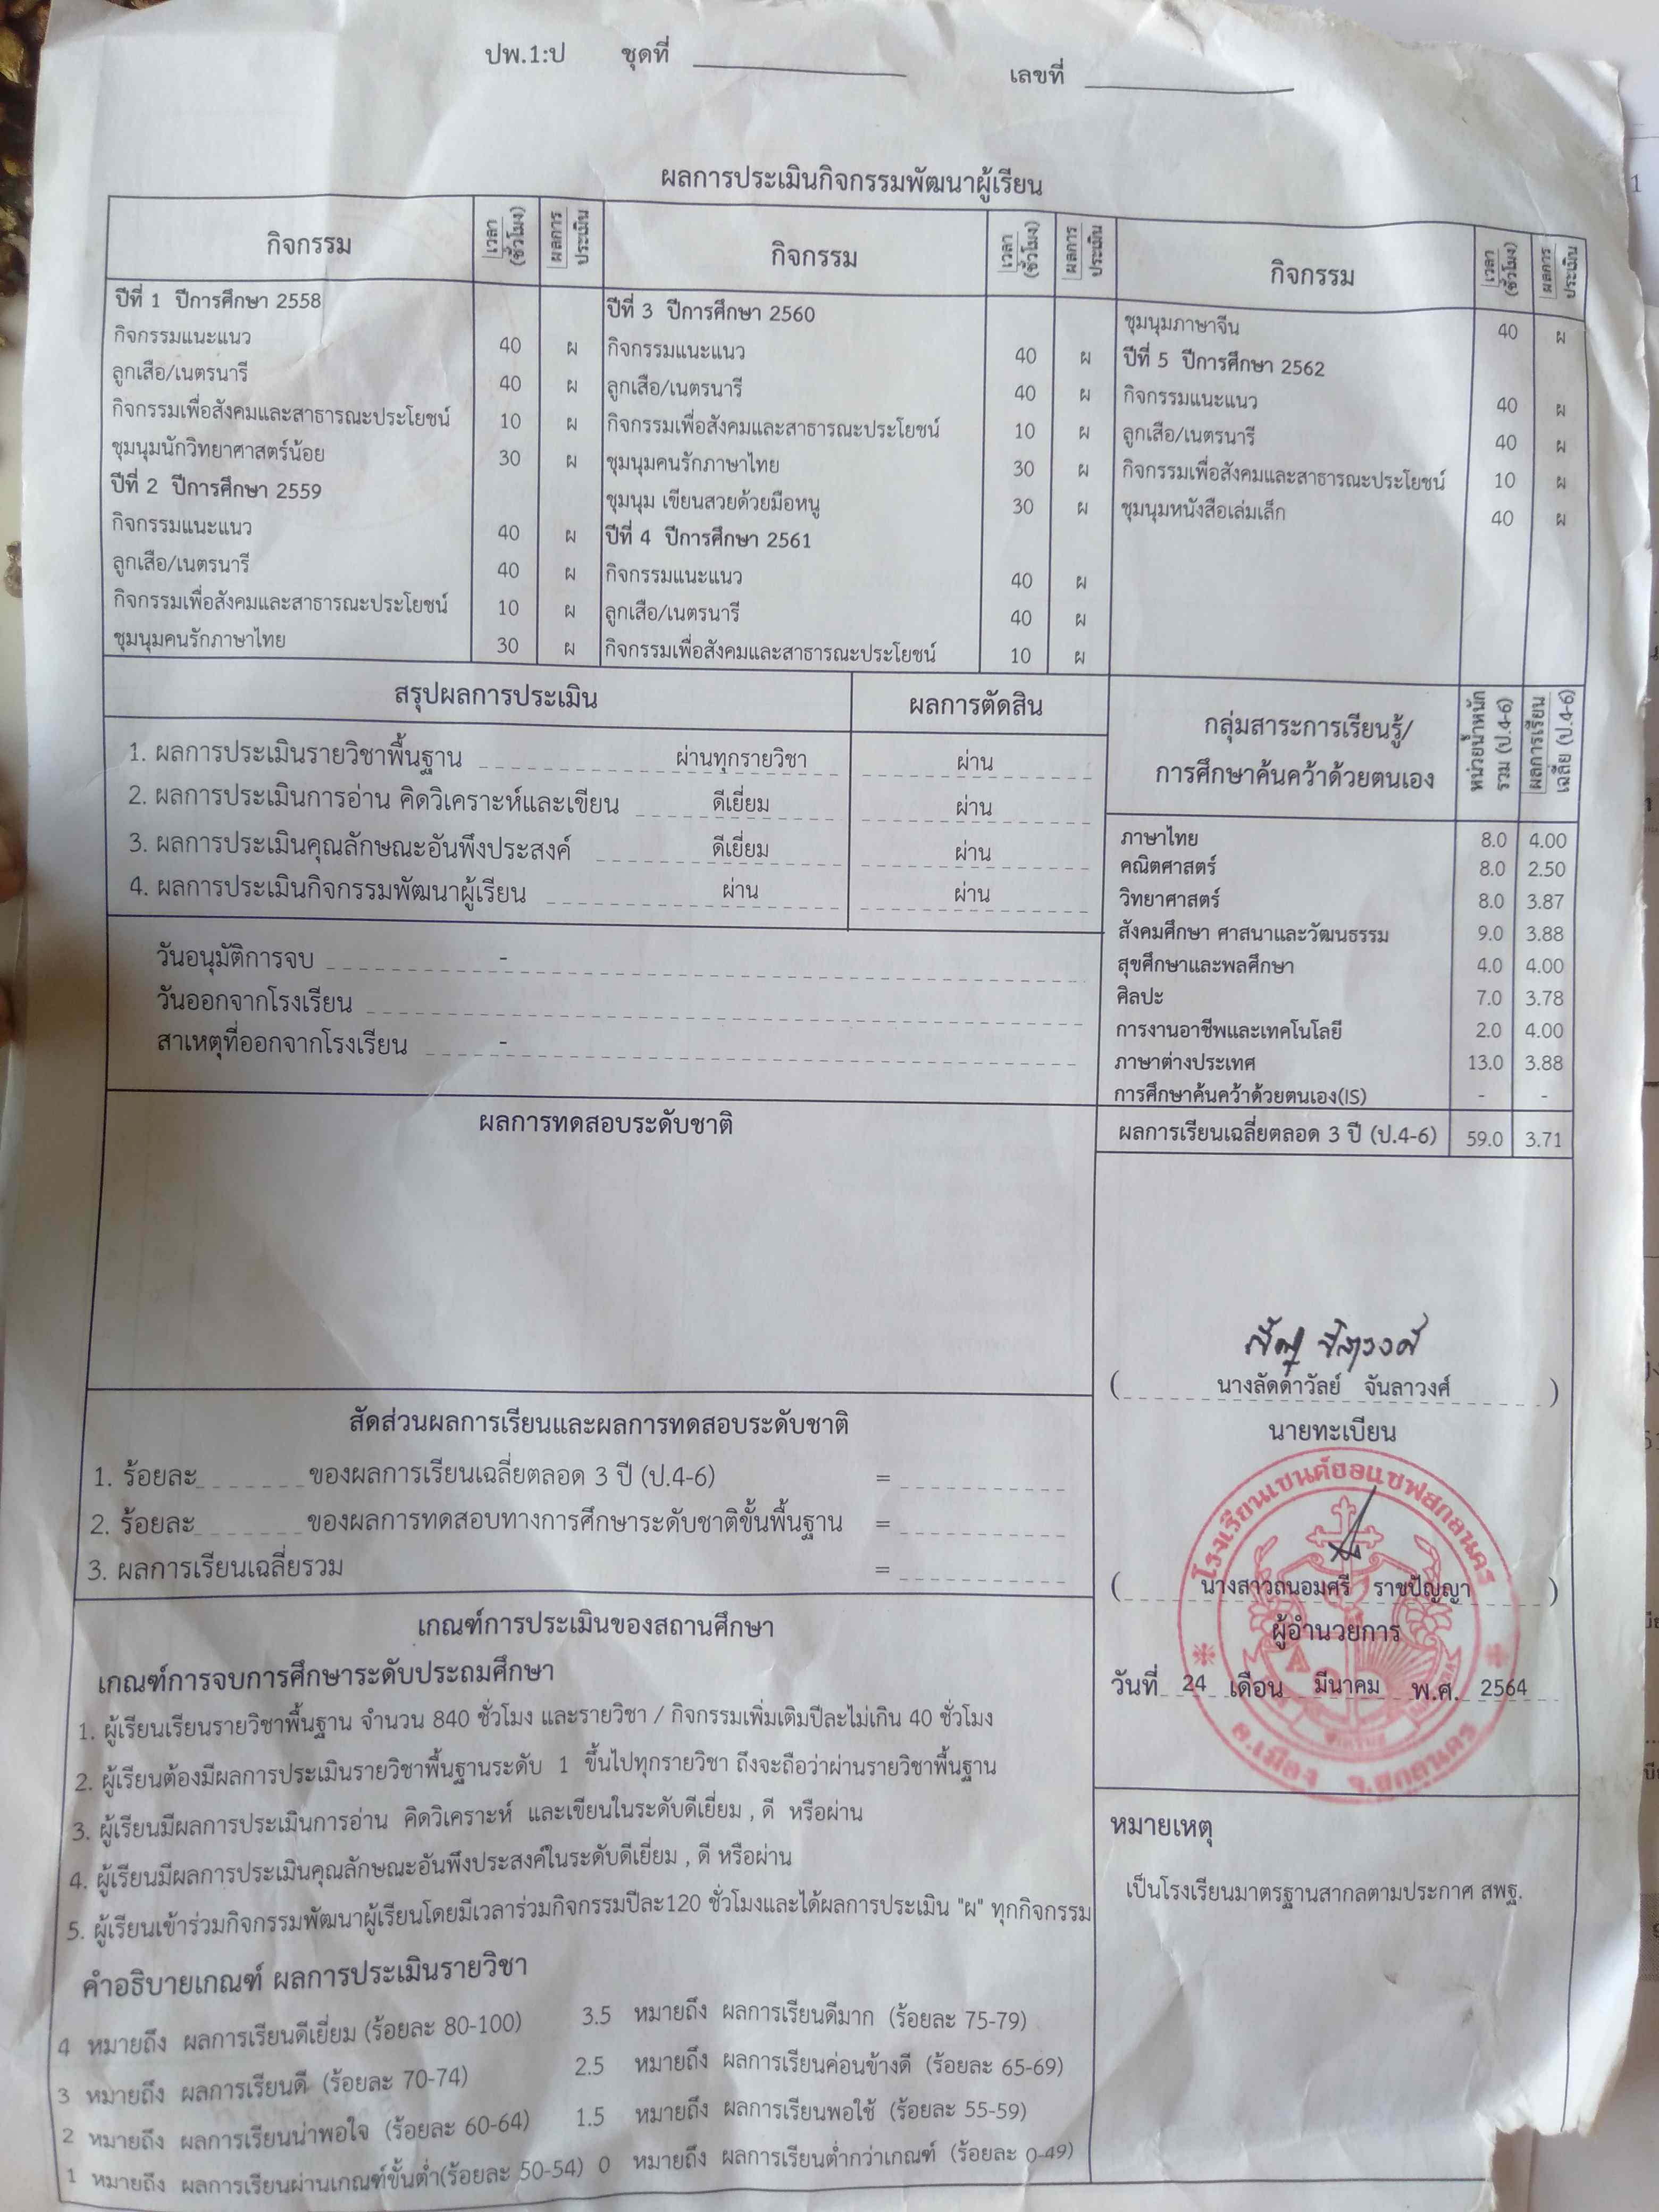 ปพ.1:ป ชุดที่
เลขที่
ผลการประเมินกิจกรรมพัฒนาผู้เรียน
กิจกรรม เวลา (ชั่วโมง) ผลการประเมิน กิจกรรม เวลา (ชั่วโมง) ผลการประเมิน กิจกรรม เวลา (ชั่วโมง) ผลการประเมิน
ปีที่ 1 ปีการศึกษา 2558
กิจกรรมแนะแนว 40 ผ
ลูกเสือ/เนตรนารี 40 ผ
กิจกรรมเพื่อสังคมและสาธารณะประโยชน์ 10 ผ
ชุมนุมนักวิทยาศาสตร์น้อย 30 ผ
ปีที่ 2 ปีการศึกษา 2559
กิจกรรมแนะแนว 40 ผ
ลูกเสือ/เนตรนารี 40 ผ
กิจกรรมเพื่อสังคมและสาธารณะประโยชน์ 10 ผ
ชุมนุมคนรักภาษาไทย 30 ผ
ปีที่ 3 ปีการศึกษา 2560
กิจกรรมแนะแนว 40 ผ
ลูกเสือ/เนตรนารี 40 ผ
กิจกรรมเพื่อสังคมและสาธารณะประโยชน์ 10 ผ
ชุมนุมคนรักภาษาไทย 30 ผ
ชุมนุม เขียนสวยด้วยมือหนู 30 ผ
ปีที่ 4 ปีการศึกษา 2561
กิจกรรมแนะแนว 40 ผ
ลูกเสือ/เนตรนารี 40 ผ
กิจกรรมเพื่อสังคมและสาธารณะประโยชน์ 10 ผ
ชุมนุมภาษาจีน 40 ผ
ปีที่ 5 ปีการศึกษา 2562
กิจกรรมแนะแนว 40 ผ
ลูกเสือ/เนตรนารี 40 ผ
กิจกรรมเพื่อสังคมและสาธารณะประโยชน์ 10 ผ
ชุมนุมหนังสือเล่มเล็ก 40 ผ
สรุปผลการประเมิน ผลการตัดสิน
1. ผลการประเมินรายวิชาพื้นฐาน ผ่านทุกรายวิชา ผ่าน
2. ผลการประเมินการอ่าน คิดวิเคราะห์และเขียน ดีเยี่ยม ผ่าน
3. ผลการประเมินคุณลักษณะอันพึงประสงค์ ดีเยี่ยม ผ่าน
4. ผลการประเมินกิจกรรมพัฒนาผู้เรียน ผ่าน ผ่าน
วันอนุมัติการจบ -
วันออกจากโรงเรียน
สาเหตุที่ออกจากโรงเรียน -
กลุ่มสาระการเรียนรู้/
การศึกษาค้นคว้าด้วยตนเอง
หน่วยน้ำหนัก รวม (ป.4-6)
ผลการเรียน เฉลี่ย (ป.4-6)
ภาษาไทย 8.0 4.00
คณิตศาสตร์ 8.0 2.50
วิทยาศาสตร์ 8.0 3.87
สังคมศึกษา ศาสนาและวัฒนธรรม 9.0 3.88
สุขศึกษาและพลศึกษา 4.0 4.00
ศิลปะ 7.0 3.78
การงานอาชีพและเทคโนโลยี 2.0 4.00
ภาษาต่างประเทศ 13.0 3.88
การศึกษาค้นคว้าด้วยตนเอง(IS) - -
ผลการเรียนเฉลี่ยตลอด 3 ปี (ป.4-6) 59.0 3.71
ผลการทดสอบระดับชาติ
สัดส่วนผลการเรียนและผลการทดสอบระดับชาติ
1. ร้อยละ ของผลการเรียนเฉลี่ยตลอด 3 ปี (ป.4-6) =
2. ร้อยละ ของผลการทดสอบทางการศึกษาระดับชาติขั้นพื้นฐาน =
3. ผลการเรียนเฉลี่ยรวม =
(นางลัดดาวัลย์ จันลาวงศ์)
นายทะเบียน
โรงเรียนเซนต์ยอแซฟสกลนคร
(นางสาวถนอมศรี ราชปัญญา)
ผู้อำนวยการ
วันที่ 24 เดือน มีนาคม พ.ศ. 2564
อ.เมือง จ.สกลนคร
เกณฑ์การประเมินของสถานศึกษา
เกณฑ์การจบการศึกษาระดับประถมศึกษา
1. ผู้เรียนเรียนรายวิชาพื้นฐาน จำนวน 840 ชั่วโมง และรายวิชา / กิจกรรมเพิ่มเติมปีละไม่เกิน 40 ชั่วโมง
2. ผู้เรียนต้องมีผลการประเมินรายวิชาพื้นฐานระดับ 1 ขึ้นไปทุกรายวิชา ถึงจะถือว่าผ่านรายวิชาพื้นฐาน
3. ผู้เรียนมีผลการประเมินการอ่าน คิดวิเคราะห์ และเขียนในระดับดีเยี่ยม , ดี หรือผ่าน
4. ผู้เรียนมีผลการประเมินคุณลักษณะอันพึงประสงค์ในระดับดีเยี่ยม , ดี หรือผ่าน
5. ผู้เรียนเข้าร่วมกิจกรรมพัฒนาผู้เรียนโดยมีเวลาร่วมกิจกรรมปีละ120 ชั่วโมงและได้ผลการประเมิน "ผ" ทุกกิจกรรม
คำอธิบายเกณฑ์ ผลการประเมินรายวิชา
4 หมายถึง ผลการเรียนดีเยี่ยม (ร้อยละ 80-100) 3.5 หมายถึง ผลการเรียนดีมาก (ร้อยละ 75-79)
3 หมายถึง ผลการเรียนดี (ร้อยละ 70-74) 2.5 หมายถึง ผลการเรียนค่อนข้างดี (ร้อยละ 65-69)
2 หมายถึง ผลการเรียนน่าพอใจ (ร้อยละ 60-64) 1.5 หมายถึง ผลการเรียนพอใช้ (ร้อยละ 55-59)
1 หมายถึง ผลการเรียนผ่านเกณฑ์ขั้นต่ำ(ร้อยละ 50-54) 0 หมายถึง ผลการเรียนต่ำกว่าเกณฑ์ (ร้อยละ 0-49)
หมายเหตุ
เป็นโรงเรียนมาตรฐานสากลตามประกาศ สพฐ.